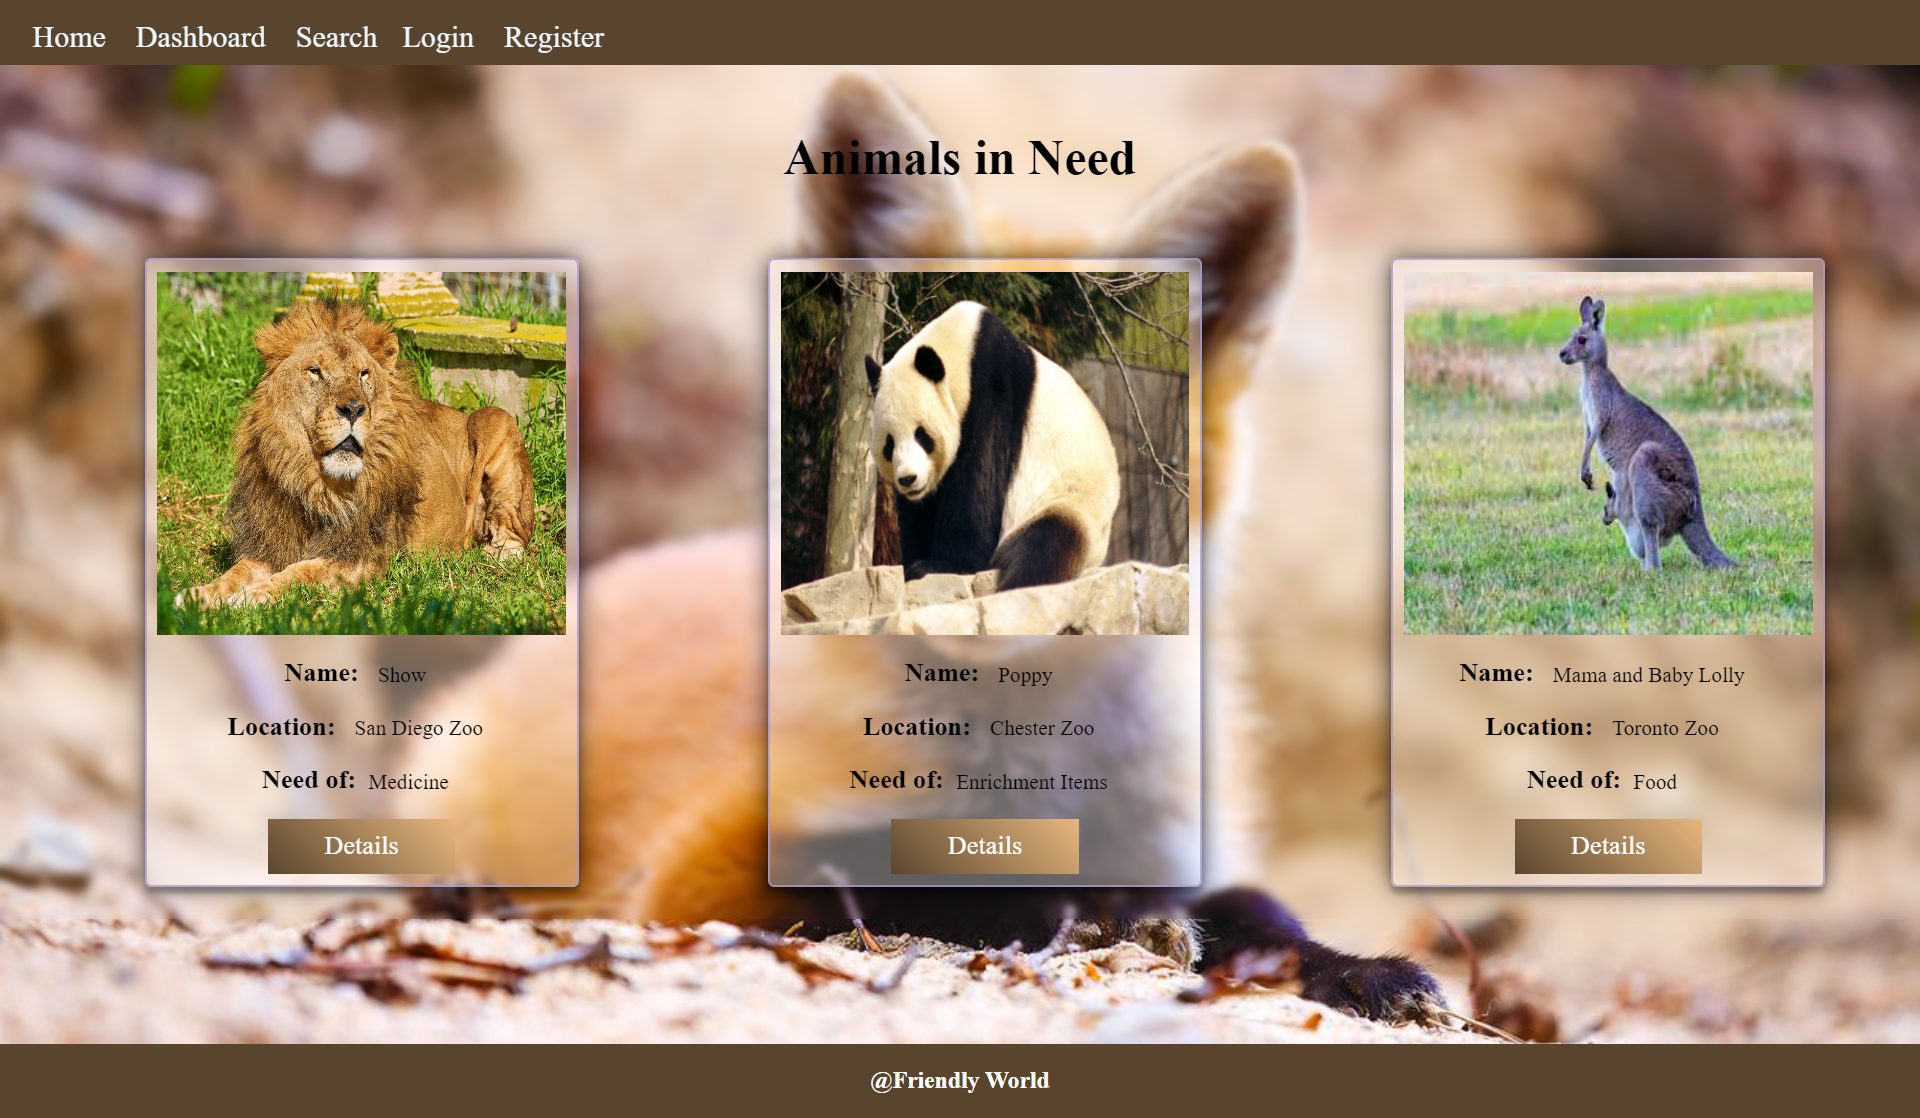 Home Dashboard Search Login Register
Animals in Need
Name: Show
Location: San Diego Zoo
Need of: Medicine
Details
Name: Poppy
Location: Chester Zoo
Need of: Enrichment Items
Details
Name: Mama and Baby Lolly
Location: Toronto Zoo
Need of: Food
Details
@Friendly World